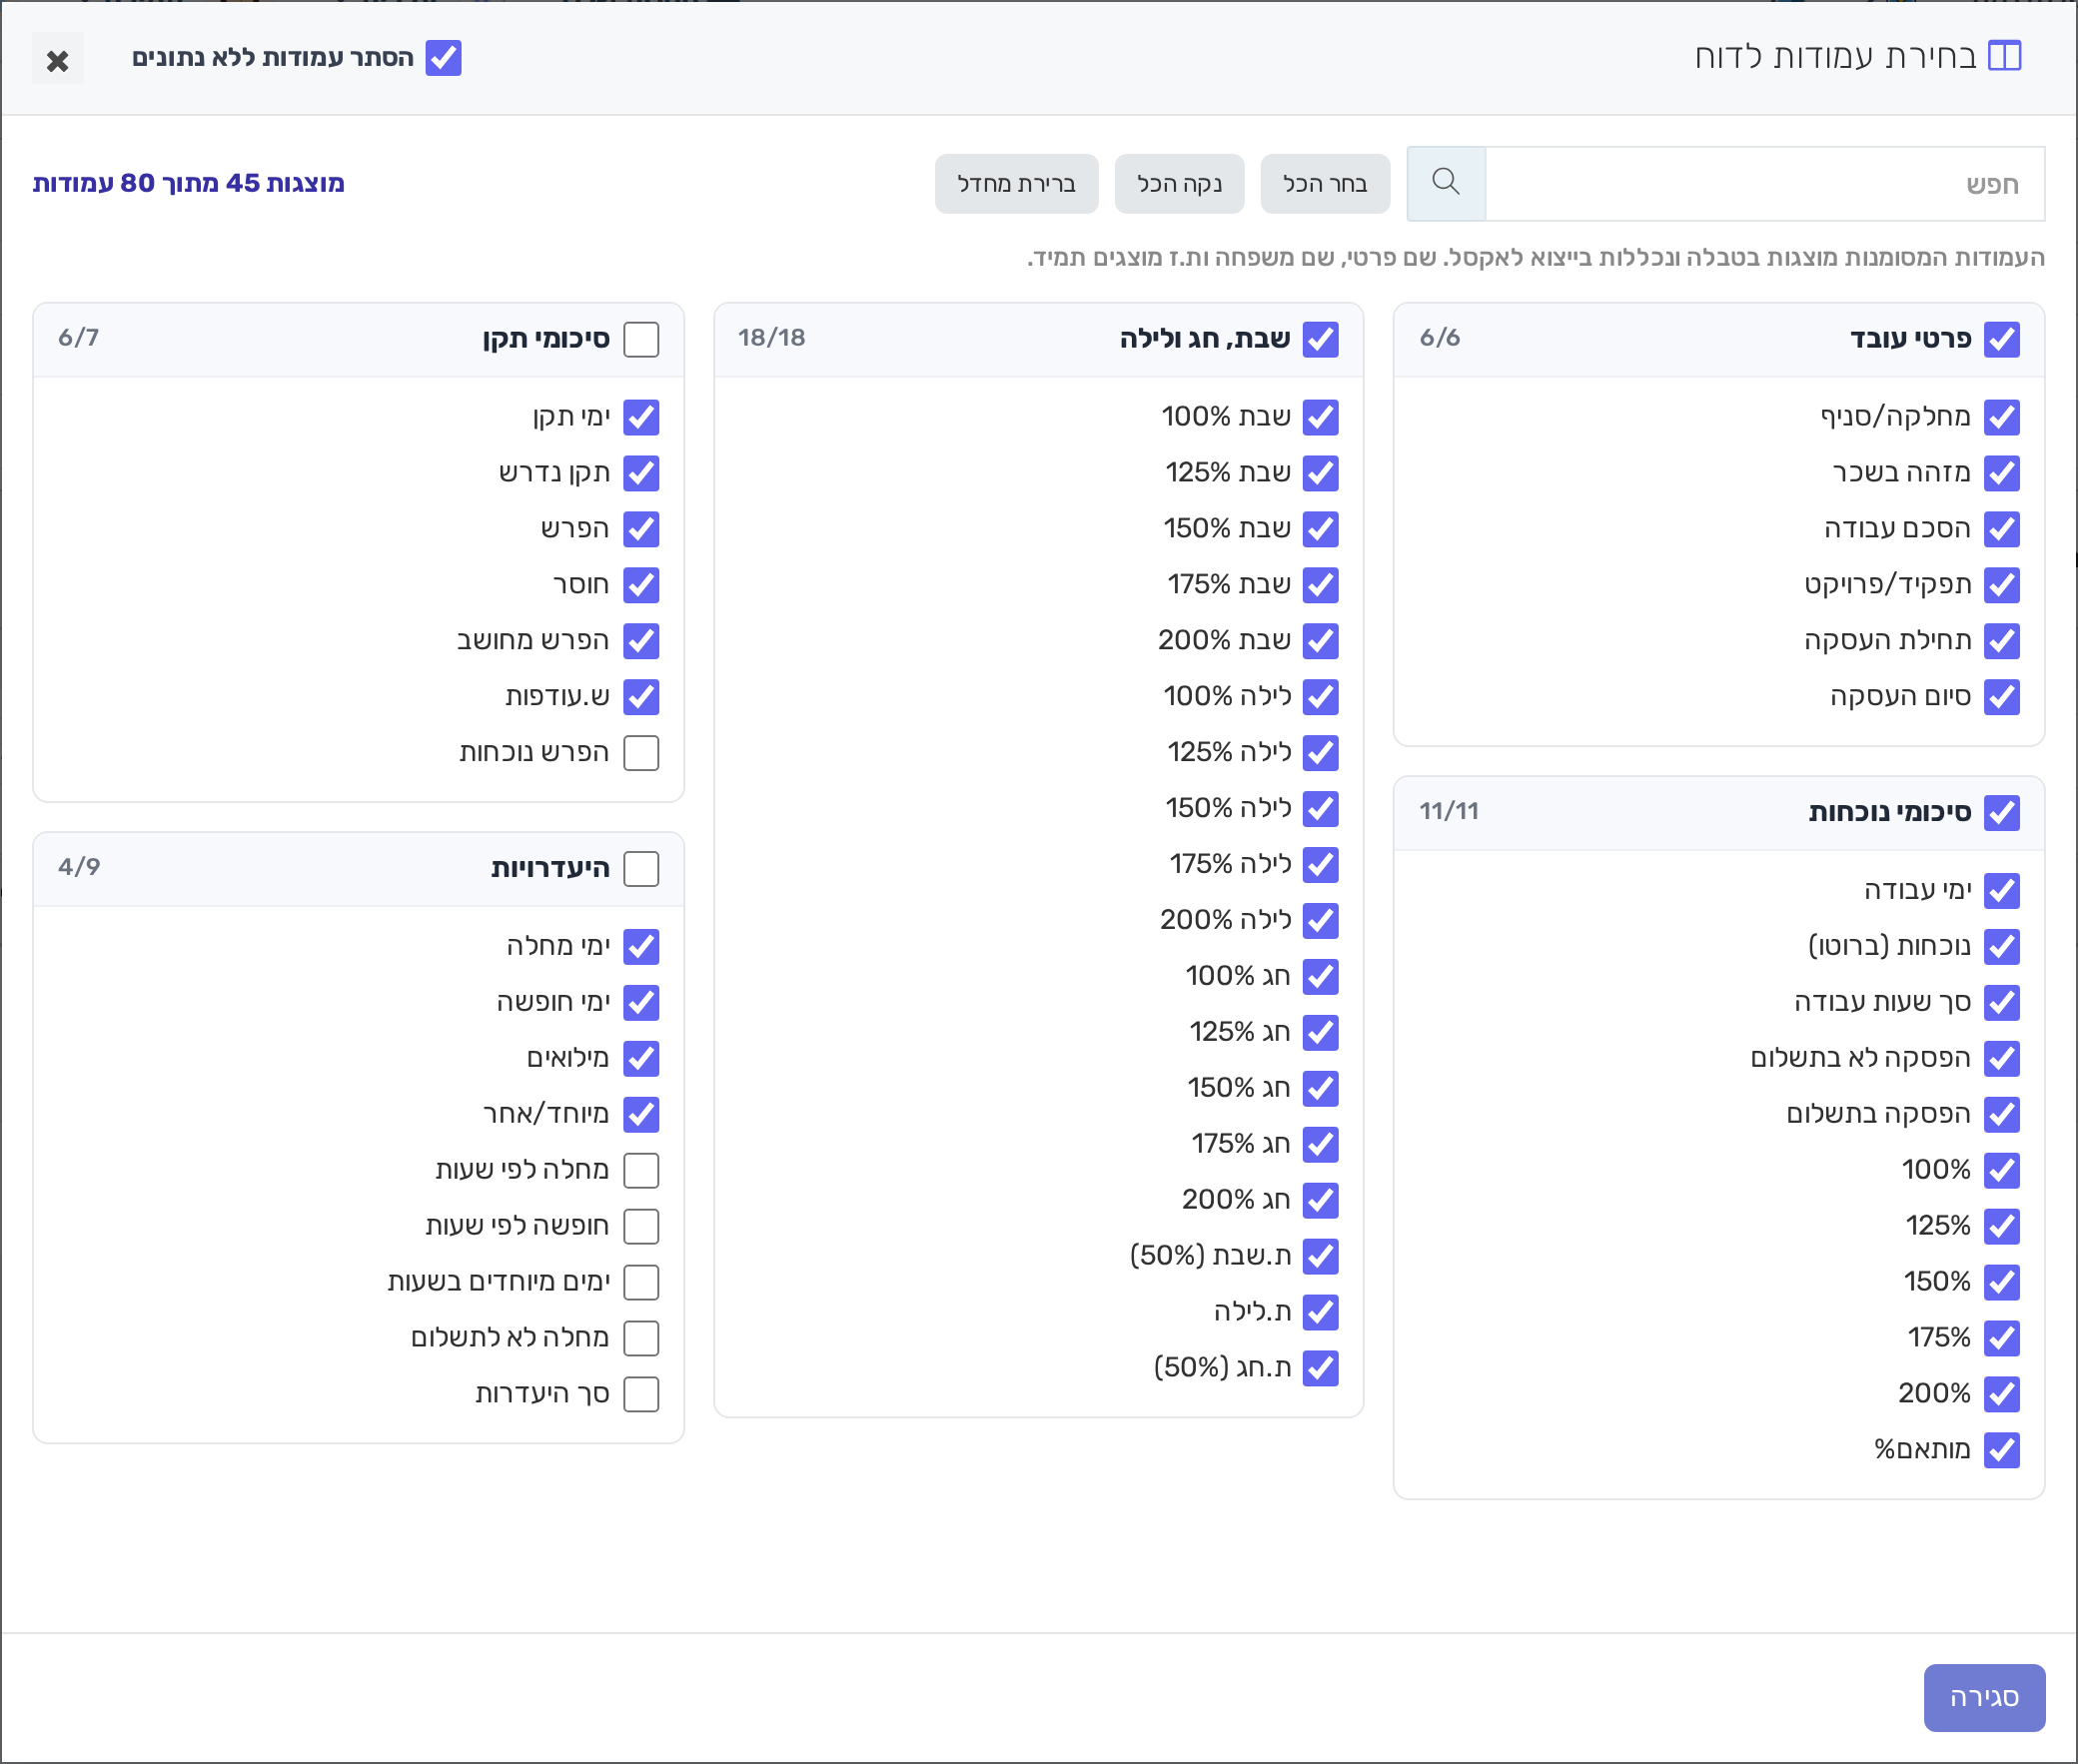 בחירת עמודות לדוח
הסתר עמודות ללא נתונים
חפש
בחר הכל
נקה הכל
ברירת מחדל
מוצגות 45 מתוך 80 עמודות
העמודות המסומנות מוצגות בטבלה ונכללות בייצוא לאקסל. שם פרטי, שם משפחה ות.ז מוצגים תמיד.
פרטי עובד 6/6
מחלקה/סניף
מזהה בשכר
הסכם עבודה
תפקיד/פרויקט
תחילת העסקה
סיום העסקה
סיכומי נוכחות 11/11
ימי עבודה
נוכחות (ברוטו)
סך שעות עבודה
הפסקה לא בתשלום
הפסקה בתשלום
100%
125%
150%
175%
200%
מותאם%
שבת, חג ולילה 18/18
שבת 100%
שבת 125%
שבת 150%
שבת 175%
שבת 200%
לילה 100%
לילה 125%
לילה 150%
לילה 175%
לילה 200%
חג 100%
חג 125%
חג 150%
חג 175%
חג 200%
ת.שבת (50%)
ת.לילה
ת.חג (50%)
סיכומי תקן 6/7
ימי תקן
תקן נדרש
הפרש
חוסר
הפרש מחושב
ש.עודפות
הפרש נוכחות
היעדרויות 4/9
ימי מחלה
ימי חופשה
מילואים
מיוחד/אחר
מחלה לפי שעות
חופשה לפי שעות
ימים מיוחדים בשעות
מחלה לא לתשלום
סך היעדרות
סגירה